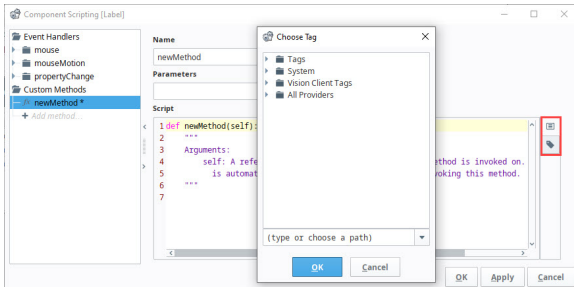 Component Scripting [Label]
Event Handlers
mouse
mouseMotion
propertyChange
Custom Methods
newMethod *
Add method...
Name
newMethod
Parameters
Script
1 def newMethod(self):
2 """
3 Arguments:
4 self: A refe ethod is invoked on.
5 is automat voking this method.
6 """
7
Choose Tag
Tags
System
Vision Client Tags
All Providers
(type or choose a path)
OK Cancel
OK Apply Cancel